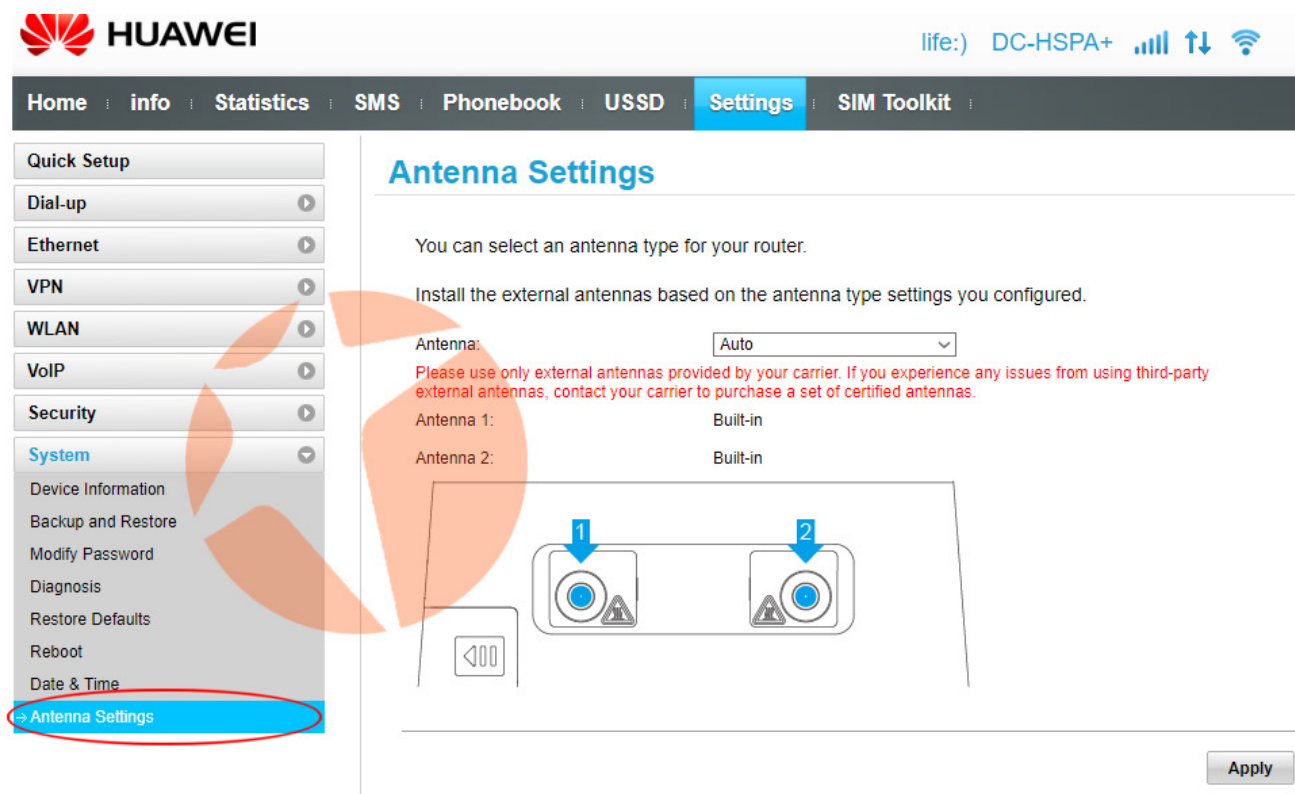 HUAWEI
life:) DC-HSPA+
Home info Statistics SMS Phonebook USSD Settings SIM Toolkit
Quick Setup
Dial-up
Ethernet
VPN
WLAN
VoIP
Security
System
Device Information
Backup and Restore
Modify Password
Diagnosis
Restore Defaults
Reboot
Date & Time
Antenna Settings
Antenna Settings
You can select an antenna type for your router.
Install the external antennas based on the antenna type settings you configured.
Antenna: Auto
Please use only external antennas provided by your carrier. If you experience any issues from using third-party
external antennas, contact your carrier to purchase a set of certified antennas.
Antenna 1: Built-in
Antenna 2: Built-in
1 2
Apply